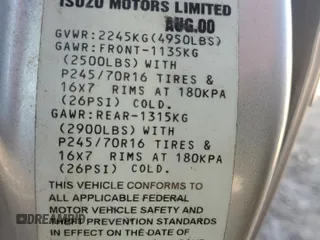 ISUZU MOTORS LIMITED
AUG.00
GVWR:2245KG(4950LBS)
GAWR:FRONT-1135KG
(2500LBS) WITH
P245/70R16 TIRES &
16x7 RIMS AT 180KPA
(26PSI) COLD.
GAWR:REAR-1315KG
(2900LBS) WITH
P245/70R16 TIRES &
16x7 RIMS AT 180KPA
(26PSI) COLD.
THIS VEHICLE CONFORMS TO
ALL APPLICABLE FEDERAL
MOTOR VEHICLE SAFETY AND
THEFT PREVENTION STANDARDS
IN EFFECT ON THE DATE OF
DREAMBID